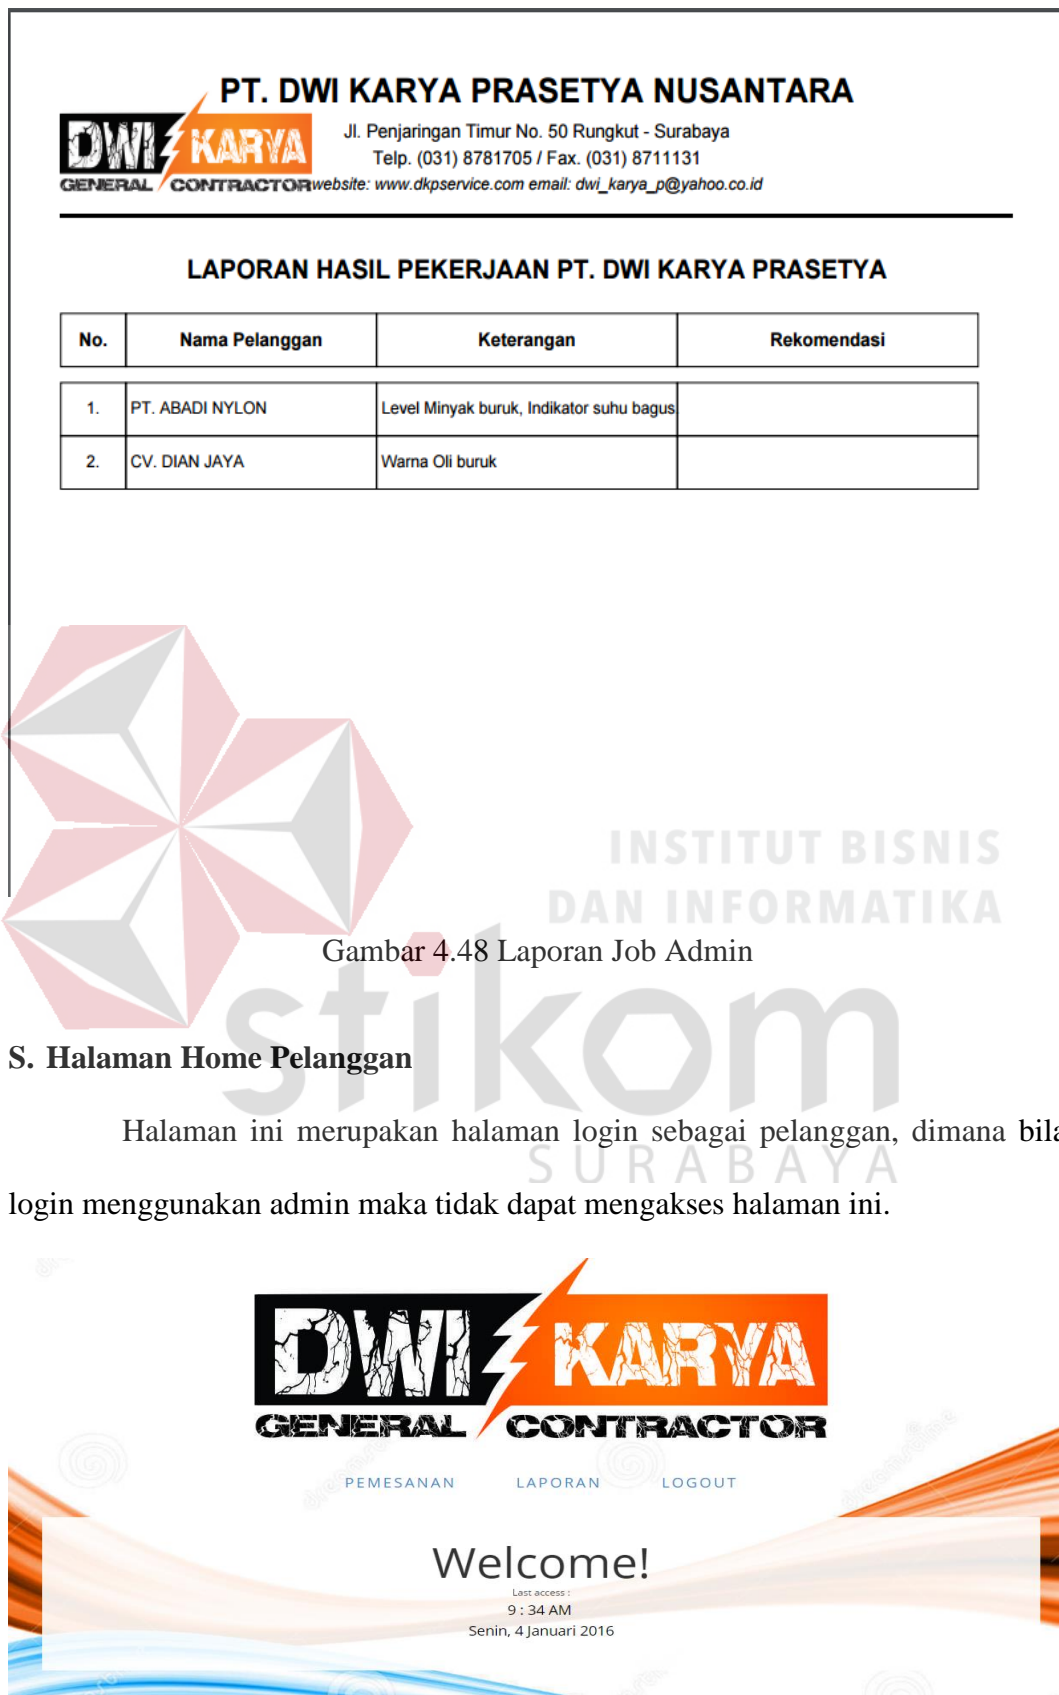 PT. DWI KARYA PRASETYA NUSANTARA
DWI KARYA
GENERAL CONTRACTOR
Jl. Penjaringan Timur No. 50 Rungkut - Surabaya
Telp. (031) 8781705 / Fax. (031) 8711131
website: www.dkpservice.com email: dwi_karya_p@yahoo.co.id
LAPORAN HASIL PEKERJAAN PT. DWI KARYA PRASETYA
No. Nama Pelanggan Keterangan Rekomendasi
1. PT. ABADI NYLON Level Minyak buruk, Indikator suhu bagus
2. CV. DIAN JAYA Warna Oli buruk
INSTITUT BISNIS
DAN INFORMATIKA
Gambar 4.48 Laporan Job Admin
stikom
S. Halaman Home Pelanggan
Halaman ini merupakan halaman login sebagai pelanggan, dimana bila
SURABAYA
login menggunakan admin maka tidak dapat mengakses halaman ini.
DWI KARYA
GENERAL CONTRACTOR
PEMESANAN LAPORAN LOGOUT
Welcome!
Last access :
9 : 34 AM
Senin, 4 Januari 2016